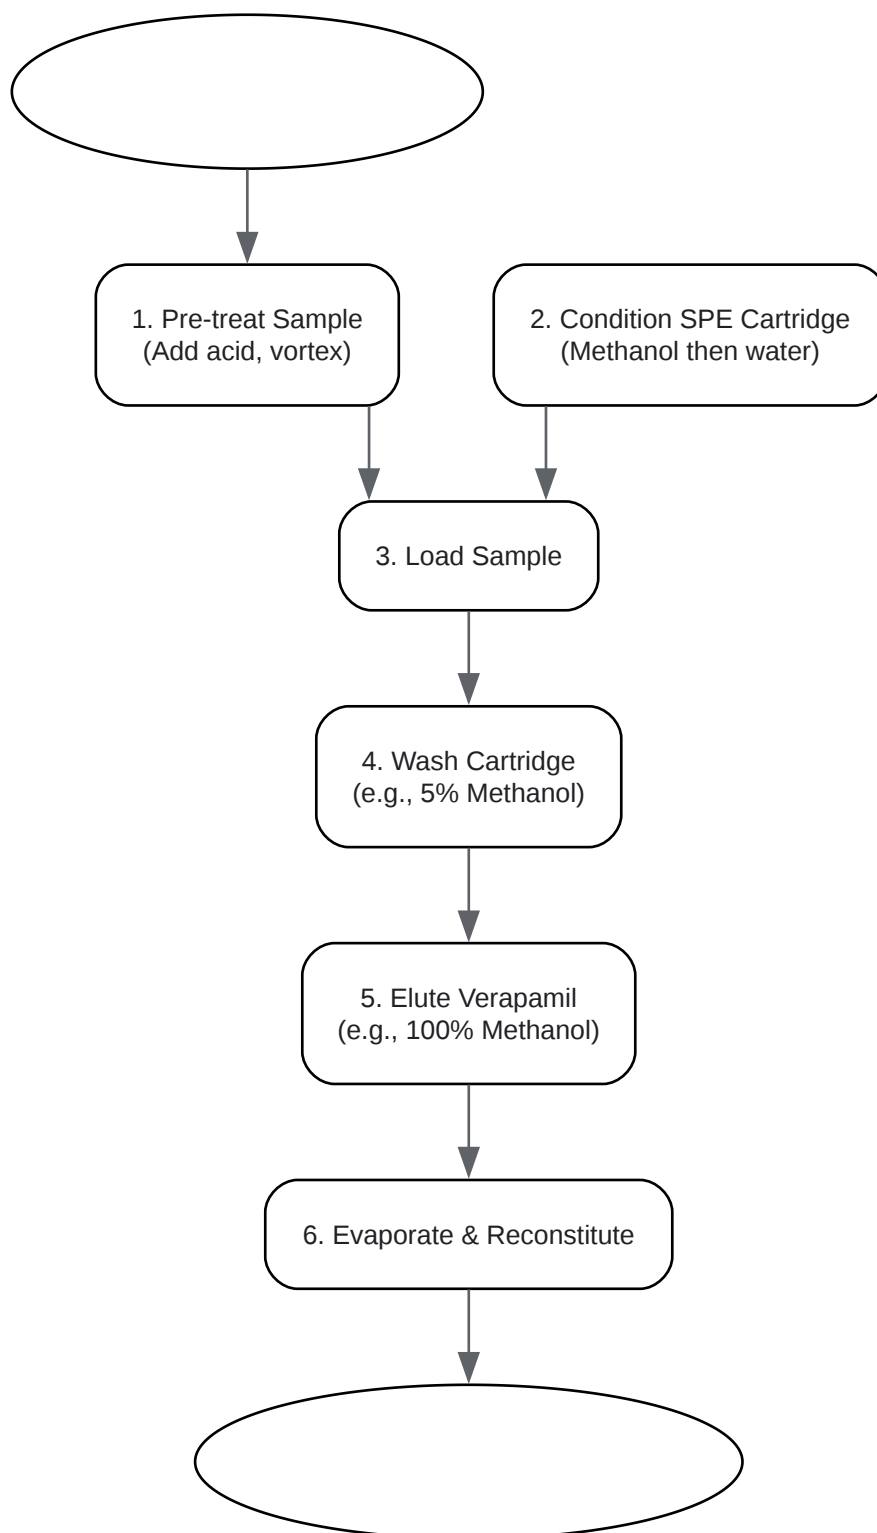 1. Pre-treat Sample
(Add acid, vortex)
2. Condition SPE Cartridge
(Methanol then water)
3. Load Sample
4. Wash Cartridge
(e.g., 5% Methanol)
5. Elute Verapamil
(e.g., 100% Methanol)
6. Evaporate & Reconstitute